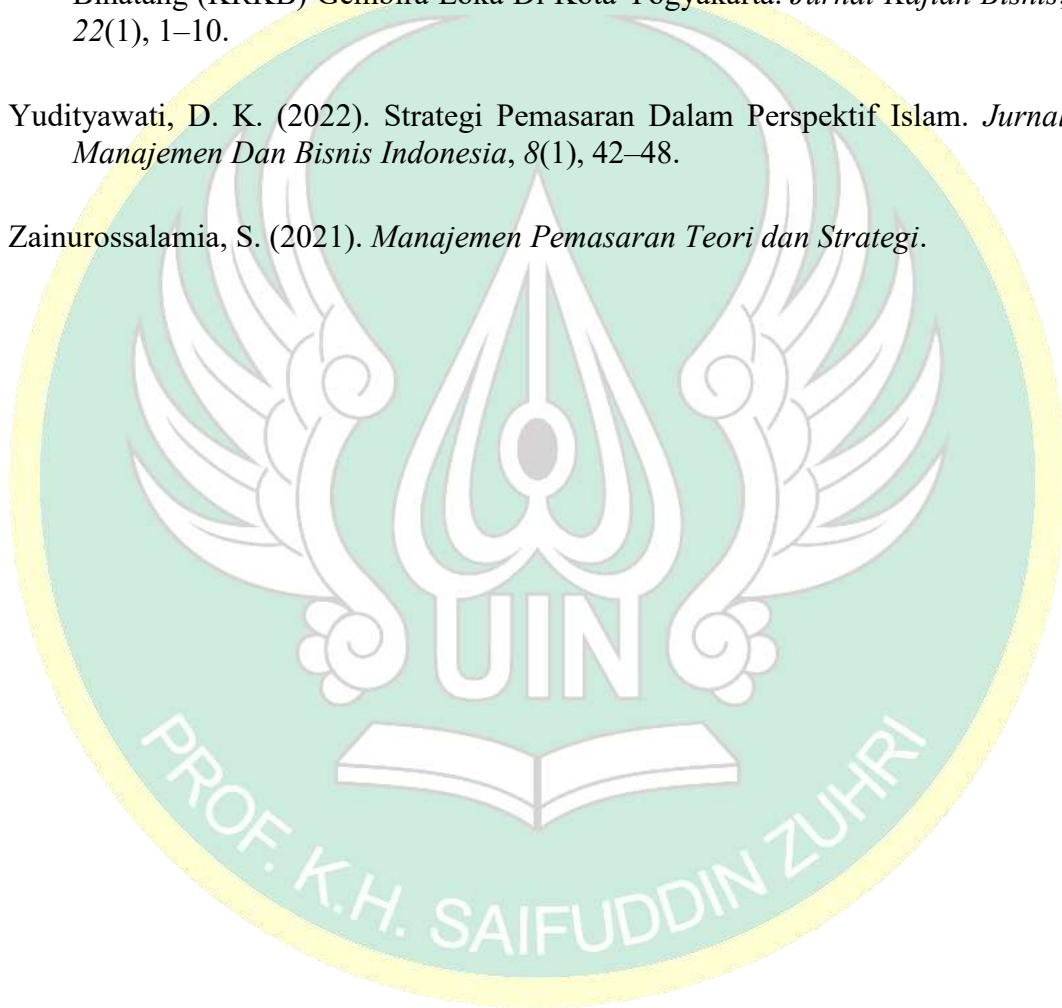 Binatang (KRKB) Gembira Loka Di Kota Yogyakarta. Jurnal Kajian Bisnis,
22(1), 1–10.
Yudityawati, D. K. (2022). Strategi Pemasaran Dalam Perspektif Islam. Jurnal
Manajemen Dan Bisnis Indonesia, 8(1), 42–48.
Zainurossalamia, S. (2021). Manajemen Pemasaran Teori dan Strategi.
UIN
PROF. K.H. SAIFUDDIN ZUHRI